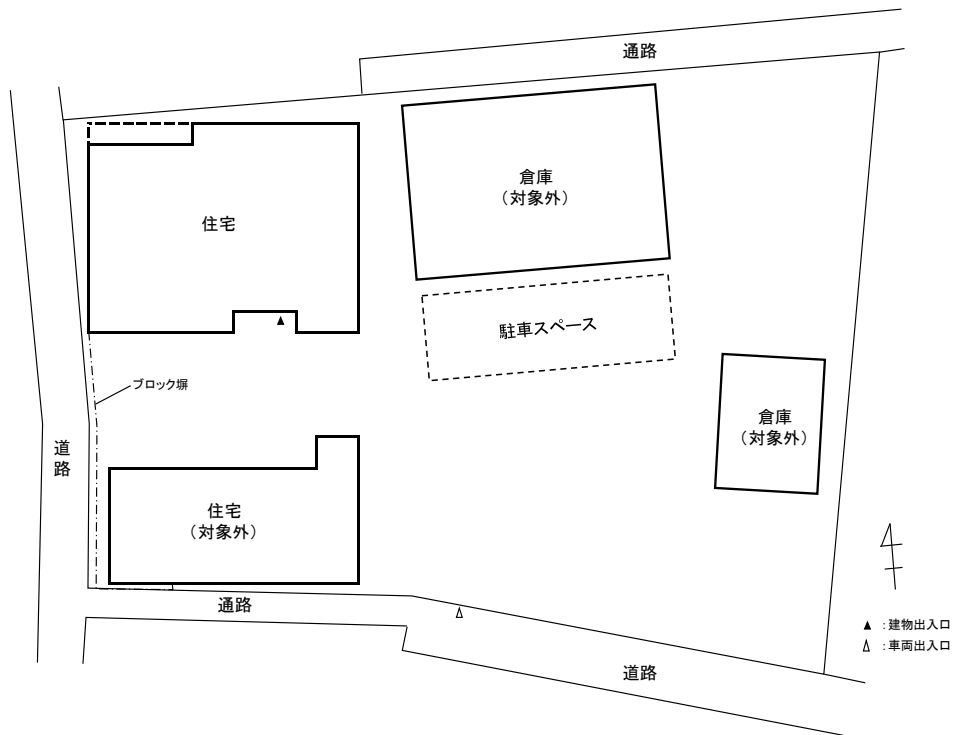 通路
倉庫
（対象外）
住宅
駐車スペース
ブロック塀
倉庫
（対象外）
道路
住宅
（対象外）
通路
▲ ：建物出入口
△ ：車両出入口
道路